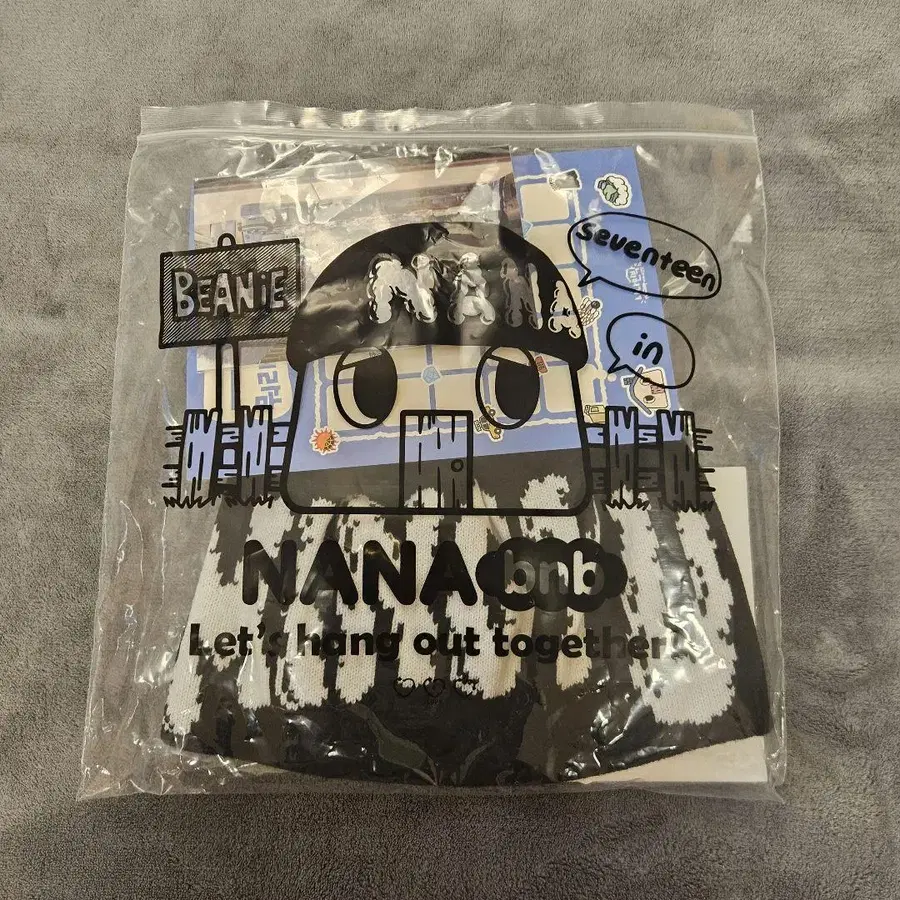 seventeen
BEANiE
in
NANA bnb
Let's hang out together!